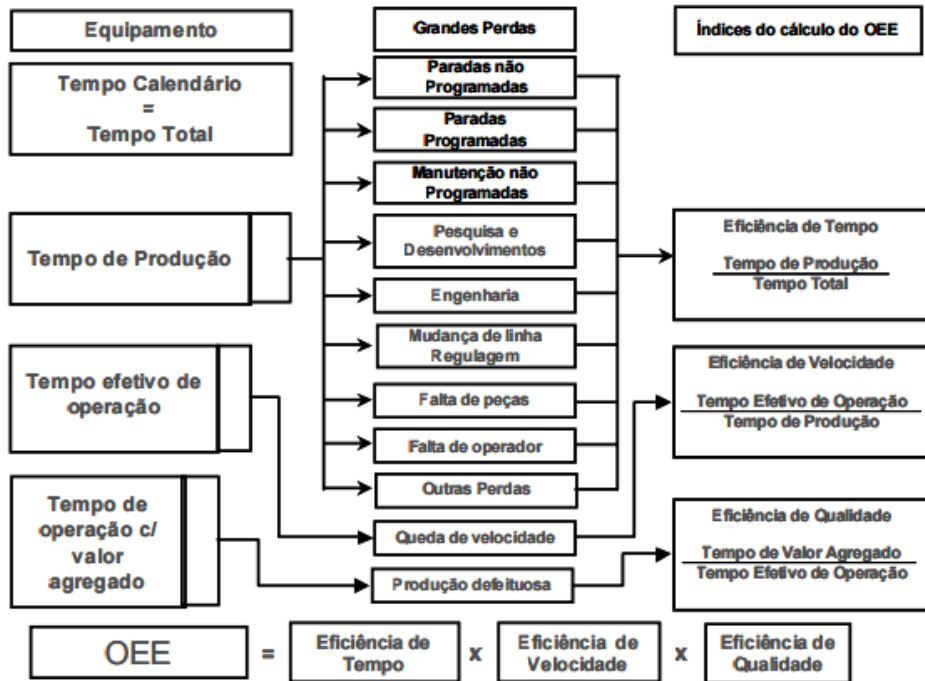 Equipamento
Grandes Perdas
Índices do cálculo do OEE
Tempo Calendário
=
Tempo Total
Paradas não
Programadas
Paradas
Programadas
Manutenção não
Programadas
Tempo de Produção
Pesquisa e
Desenvolvimentos
Engenharia
Mudança de linha
Regulagem
Eficiência de Tempo
Tempo de Produção
Tempo Total
Tempo efetivo de
operação
Falta de peças
Falta de operador
Outras Perdas
Eficiência de Velocidade
Tempo Efetivo de Operação
Tempo de Produção
Tempo de
operação c/
valor
agregado
Queda de velocidade
Produção defeituosa
Eficiência de Qualidade
Tempo de Valor Agregado
Tempo Efetivo de Operação
OEE
=
Eficiência de
Tempo
x
Eficiência de
Velocidade
x
Eficiência de
Qualidade